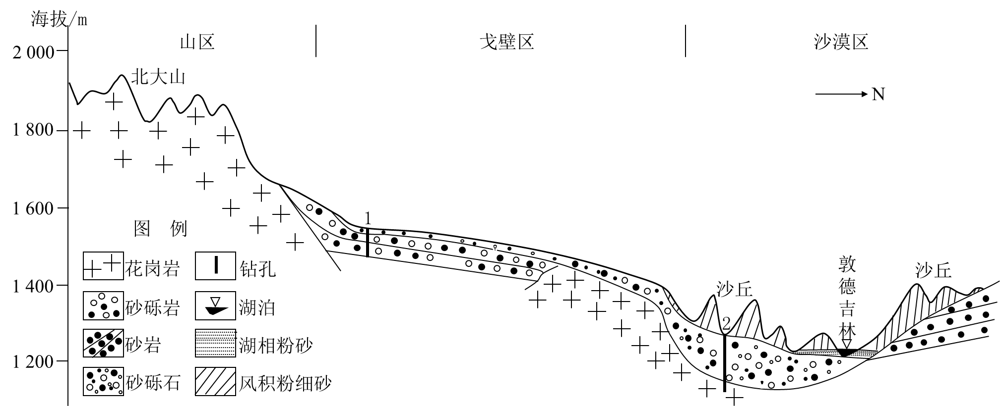 海拔/m
山区
戈壁区
沙漠区
2 000
北大山
N
1 800
1 600
1
图 例
1 400
花岗岩
钻孔
敦德吉林
沙丘
沙丘
砂砾岩
湖泊
2
砂岩
湖相粉砂
1 200
砂砾石
风积粉细砂